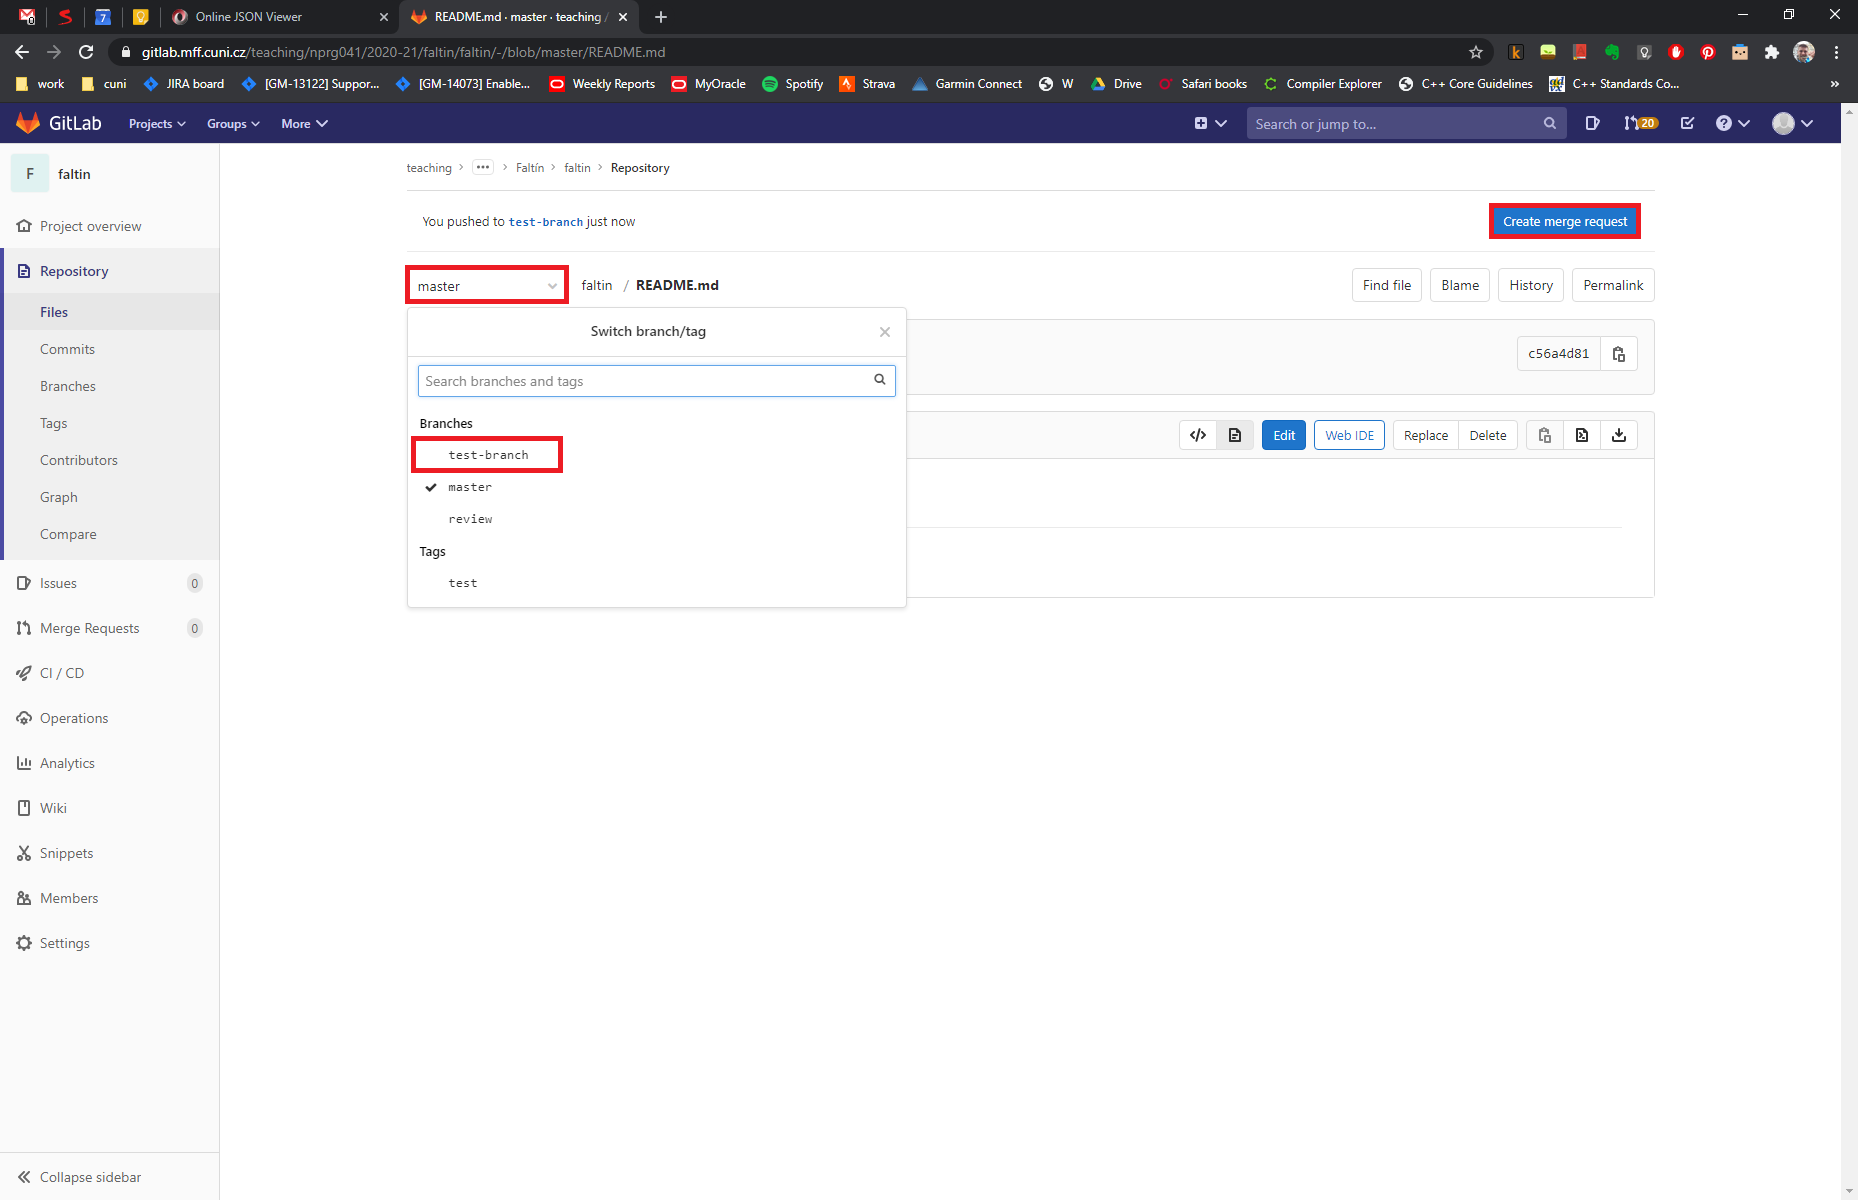 Online JSON Viewer
README.md · master · teaching /
gitlab.mff.cuni.cz/teaching/nprg041/2020-21/faltin/faltin/-/blob/master/README.md
work cuni JIRA board [GM-13122] Suppor... [GM-14073] Enable... Weekly Reports MyOracle Spotify Strava Garmin Connect W Drive Safari books Compiler Explorer C++ Core Guidelines C++ Standards Co... »
GitLab Projects Groups More Search or jump to... 20
F faltin
teaching > ··· > Faltín > faltin > Repository
Project overview
You pushed to test-branch just now
Create merge request
Repository
master
faltin / README.md
Find file Blame History Permalink
Files
Switch branch/tag
Commits
c56a4d81
Search branches and tags
Branches
Branches
Tags
Edit Web IDE Replace Delete
test-branch
Contributors
master
Graph
review
Compare
Tags
test
Issues 0
Merge Requests 0
CI / CD
Operations
Analytics
Wiki
Snippets
Members
Settings
Collapse sidebar